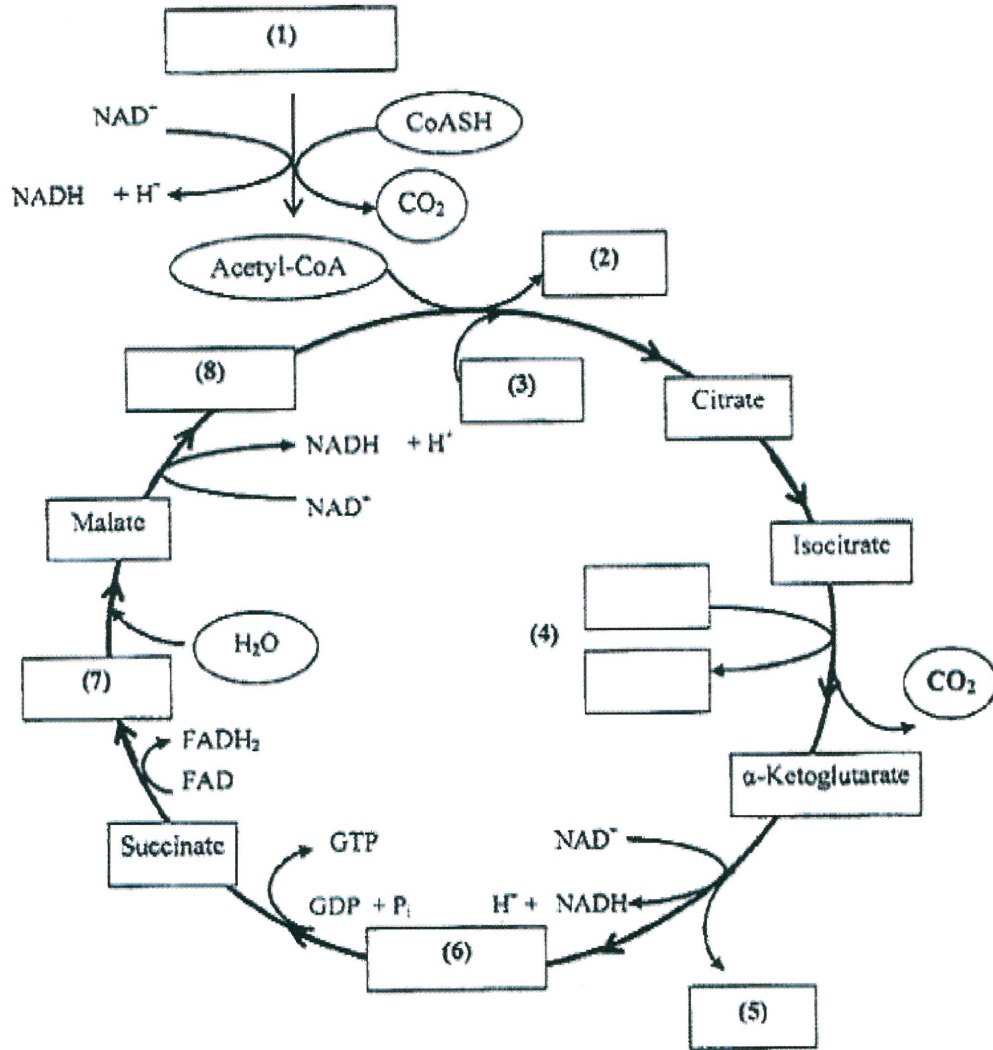 (1)
NAD⁻
CoASH
NADH + H⁻
CO₂
Acetyl-CoA
(2)
(8)
(3)
Citrate
NADH + H⁺
NAD⁺
Malate
Isocitrate
H₂O
(4)
(7)
CO₂
FADH₂
FAD
α-Ketoglutarate
Succinate
GTP
NAD⁻
GDP + Pᵢ
H⁻ + NADH
(6)
(5)